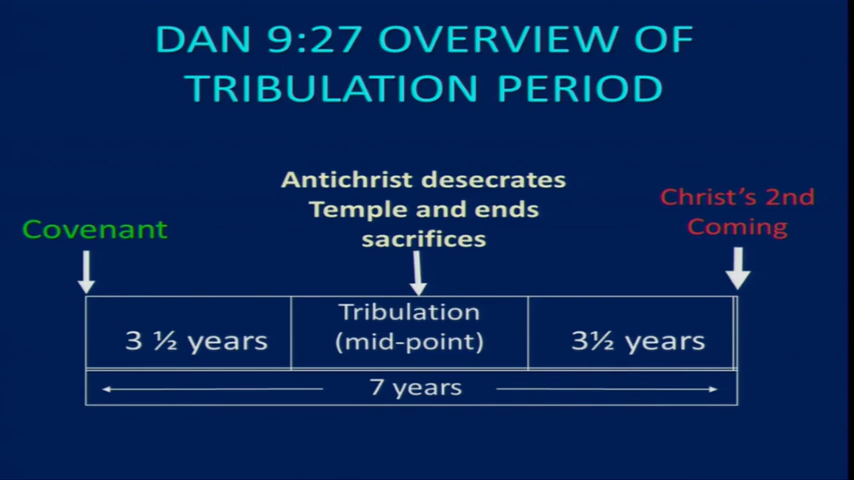 DAN 9:27 OVERVIEW OF
TRIBULATION PERIOD
Antichrist desecrates
Temple and ends
sacrifices
Christ's 2nd
Coming
Covenant
Tribulation
(mid-point)
3 ½ years
3½ years
7 years